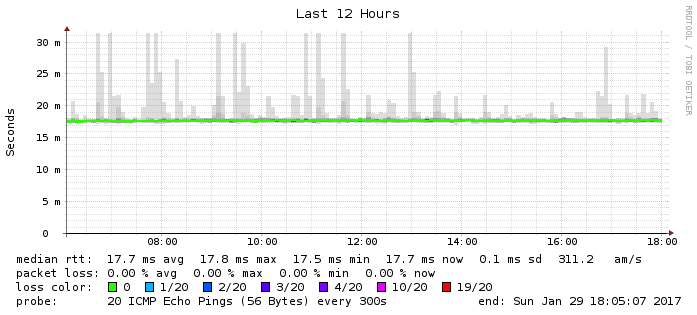 Last 12 Hours
RRDTOOL / TOBI OETIKER
Seconds
30 m
25 m
20 m
15 m
10 m
5 m
0
08:00 10:00 12:00 14:00 16:00 18:00
median rtt: 17.7 ms avg 17.8 ms max 17.5 ms min 17.7 ms now 0.1 ms sd 311.2 am/s
packet loss: 0.00 % avg 0.00 % max 0.00 % min 0.00 % now
loss color: 0 1/20 2/20 3/20 4/20 10/20 19/20
probe: 20 ICMP Echo Pings (56 Bytes) every 300s end: Sun Jan 29 18:05:07 2017